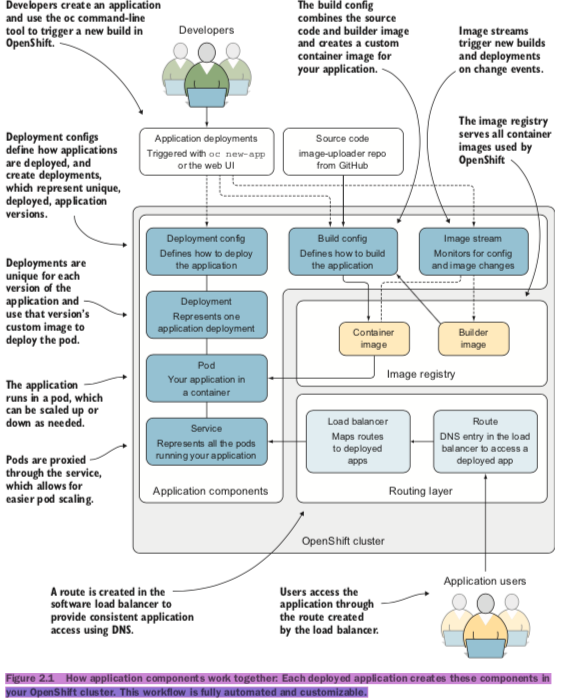 Developers create an application
and use the oc command-line
tool to trigger a new build in
OpenShift.
Developers
The build config
combines the source
code and builder image
and creates a custom
container image for
your application.
Image streams
trigger new builds
and deployments
on change events.
The image registry
serves all container
images used by
OpenShift
Deployment configs
define how applications
are deployed, and
create deployments,
which represent unique,
deployed, application
versions.
Application deployments
Triggered with oc new-app
or the web UI
Source code
image-uploader repo
from GitHub
Deployment config
Defines how to deploy
the application
Build config
Defines how to build
the application
Image stream
Monitors for config
and image changes
Deployments are
unique for each
version of the
application and
use that version's
custom image to
deploy the pod.
Deployment
Represents one
application deployment
Container
image
Builder
image
Image registry
The application
runs in a pod, which
can be scaled up or
down as needed.
Pod
Your application in
a container
Pods are proxied
through the service,
which allows for
easier pod scaling.
Service
Represents all the pods
running your application
Load balancer
Maps routes
to deployed
apps
Route
DNS entry in the load
balancer to access a
deployed app
Application components
Routing layer
OpenShift cluster
A route is created in the
software load balancer to
provide consistent application
access using DNS.
Users access the
application through
the route created
by the load balancer.
Application users
Figure 2.1 How application components work together. Each deployed application creates these components in
your OpenShift cluster. This workflow is fully automated and customizable.